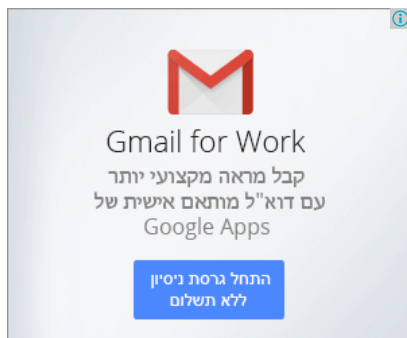 Gmail for Work
קבל מראה מקצועי יותר
עם דוא"ל מותאם אישית של
Google Apps
התחל גרסת ניסיון
ללא תשלום